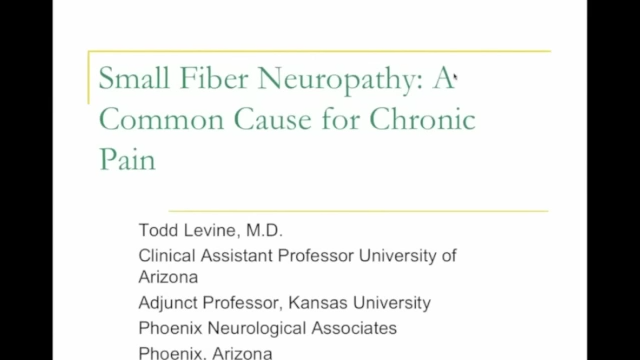 Small Fiber Neuropathy: A
Common Cause for Chronic
Pain
Todd Levine, M.D.
Clinical Assistant Professor University of
Arizona
Adjunct Professor, Kansas University
Phoenix Neurological Associates
Phoenix, Arizona